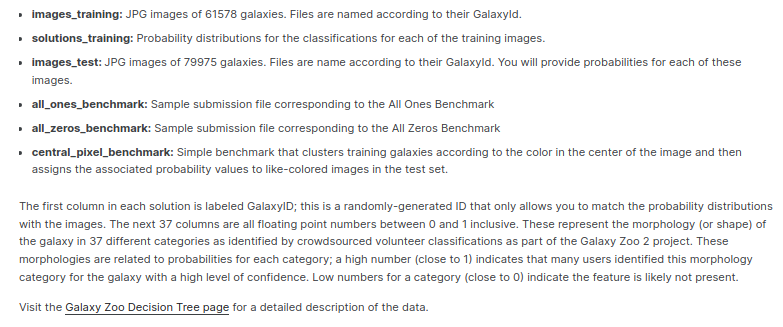 images_training: JPG images of 61578 galaxies. Files are named according to their GalaxyId.
solutions_training: Probability distributions for the classifications for each of the training images.
images_test: JPG images of 79975 galaxies. Files are name according to their GalaxyId. You will provide probabilities for each of these
images.
all_ones_benchmark: Sample submission file corresponding to the All Ones Benchmark
all_zeros_benchmark: Sample submission file corresponding to the All Zeros Benchmark
central_pixel_benchmark: Simple benchmark that clusters training galaxies according to the color in the center of the image and then
assigns the associated probability values to like-colored images in the test set.
The first column in each solution is labeled GalaxyID; this is a randomly-generated ID that only allows you to match the probability distributions
with the images. The next 37 columns are all floating point numbers between 0 and 1 inclusive. These represent the morphology (or shape) of
the galaxy in 37 different categories as identified by crowdsourced volunteer classifications as part of the Galaxy Zoo 2 project. These
morphologies are related to probabilities for each category; a high number (close to 1) indicates that many users identified this morphology
category for the galaxy with a high level of confidence. Low numbers for a category (close to 0) indicate the feature is likely not present.
Visit the Galaxy Zoo Decision Tree page for a detailed description of the data.